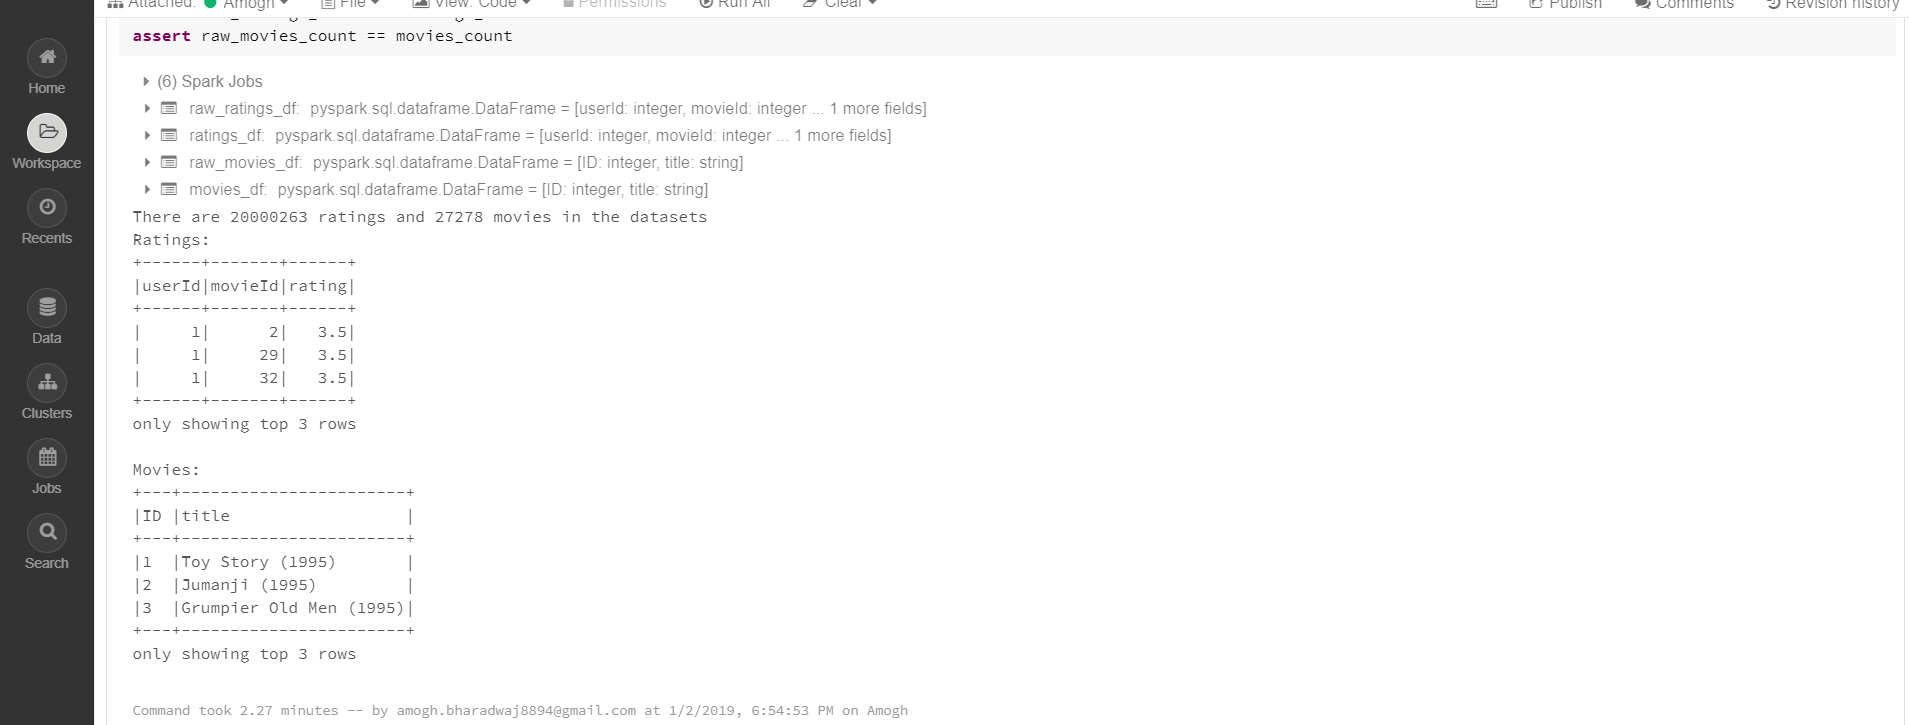 Attached: Amogh File View: Code Permissions Run All Clear Publish Comments Revision history
assert raw_movies_count == movies_count
(6) Spark Jobs
raw_ratings_df: pyspark.sql.dataframe.DataFrame = [userId: integer, movieId: integer ... 1 more fields]
ratings_df: pyspark.sql.dataframe.DataFrame = [userId: integer, movieId: integer ... 1 more fields]
raw_movies_df: pyspark.sql.dataframe.DataFrame = [ID: integer, title: string]
movies_df: pyspark.sql.dataframe.DataFrame = [ID: integer, title: string]
There are 20000263 ratings and 27278 movies in the datasets
Ratings:
+------+-------+------+
|userId|movieId|rating|
+------+-------+------+
|     1|      2|   3.5|
|     1|     29|   3.5|
|     1|     32|   3.5|
+------+-------+------+
only showing top 3 rows
Movies:
+---+-----------------------+
|ID |title                  |
+---+-----------------------+
|1  |Toy Story (1995)       |
|2  |Jumanji (1995)         |
|3  |Grumpier Old Men (1995)|
+---+-----------------------+
only showing top 3 rows
Command took 2.27 minutes -- by amogh.bharadwaj8894@gmail.com at 1/2/2019, 6:54:53 PM on Amogh
Home
Workspace
Recents
Data
Clusters
Jobs
Search